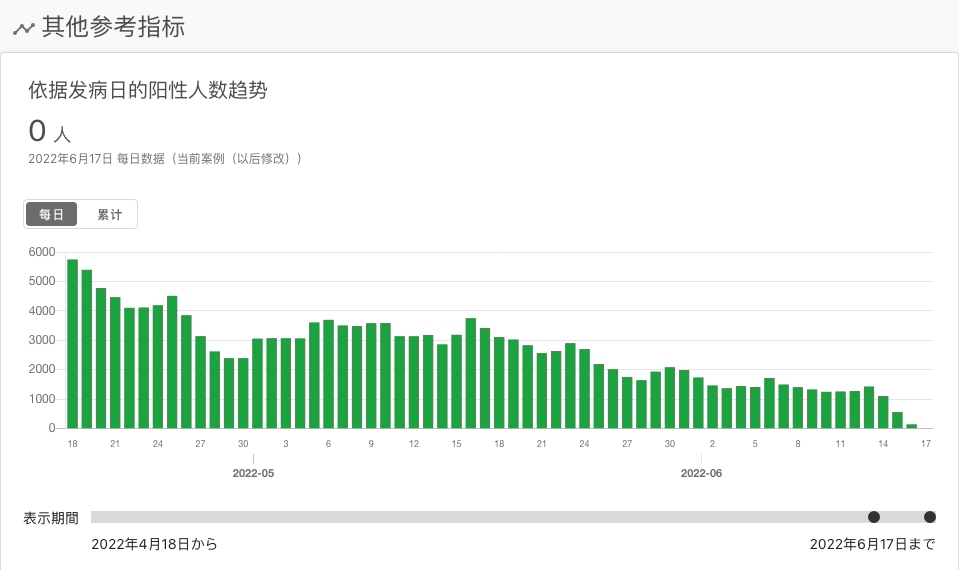 其他参考指标
依据发病日的阳性人数趋势
0 人
2022年6月17日 每日数据（当前案例（以后修改））
每日 累计
6000
5000
4000
3000
2000
1000
0
18 21 24 27 30 3 6 9 12 15 18 21 24 27 30 2 5 8 11 14 17
2022-05 2022-06
表示期間
2022年4月18日から 2022年6月17日まで